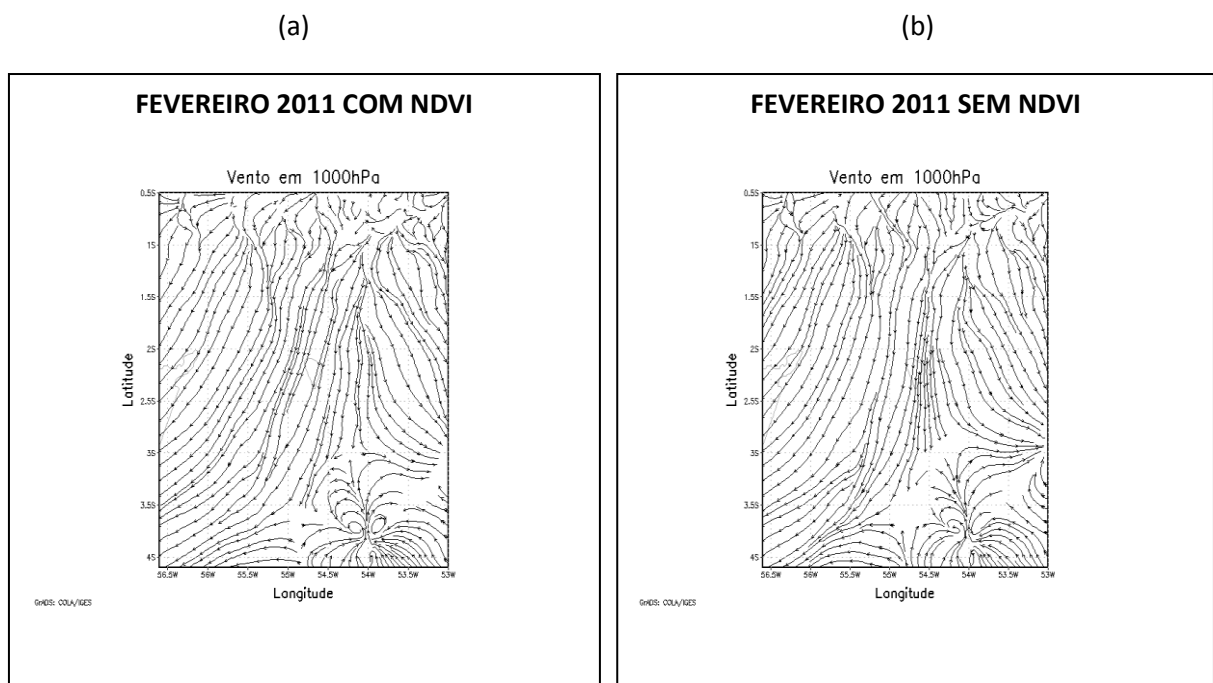 (a)
(b)
FEVEREIRO 2011 COM NDVI
Vento em 1000hPa
0.5S
1S
1.5S
2S
2.5S
3S
3.5S
4S
Latitude
56.5W 56W 55.5W 55W 54.5W 54W 53.5W 53W
Longitude
GrADS: COLA/IGES
FEVEREIRO 2011 SEM NDVI
Vento em 1000hPa
0.5S
1S
1.5S
2S
2.5S
3S
3.5S
4S
Latitude
56.5W 56W 55.5W 55W 54.5W 54W 53.5W 53W
Longitude
GrADS: COLA/IGES